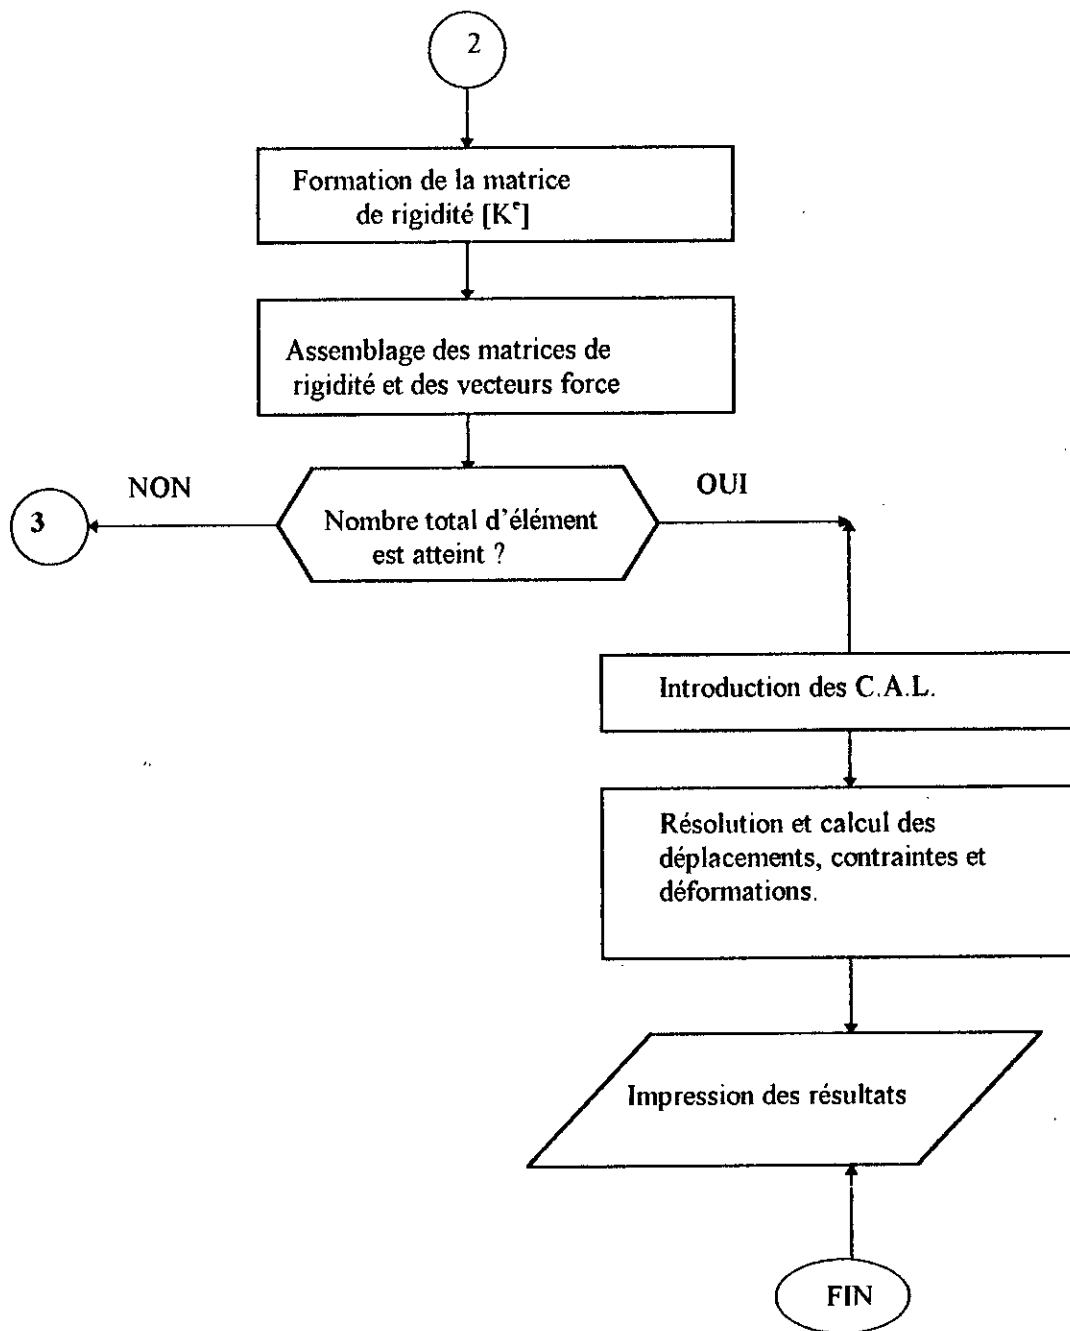 2
Formation de la matrice
de rigidité [Kᵉ]
Assemblage des matrices de
rigidité et des vecteurs force
NON
OUI
3
Nombre total d'élément
est atteint ?
Introduction des C.A.L.
Résolution et calcul des
déplacements, contraintes et
déformations.
Impression des résultats
FIN